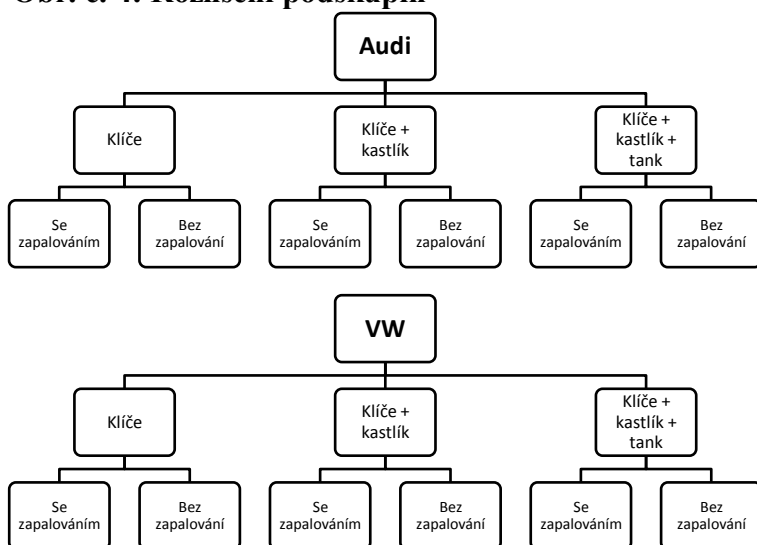 Obr. č. 4: Rozlišení podskupin
Audi
Klíče
Klíče +
kastlík
Klíče +
kastlík +
tank
Se
zapalováním
Bez
zapalování
Se
zapalováním
Bez
zapalování
Se
zapalováním
Bez
zapalování
VW
Klíče
Klíče +
kastlík
Klíče +
kastlík +
tank
Se
zapalováním
Bez
zapalování
Se
zapalováním
Bez
zapalování
Se
zapalováním
Bez
zapalování